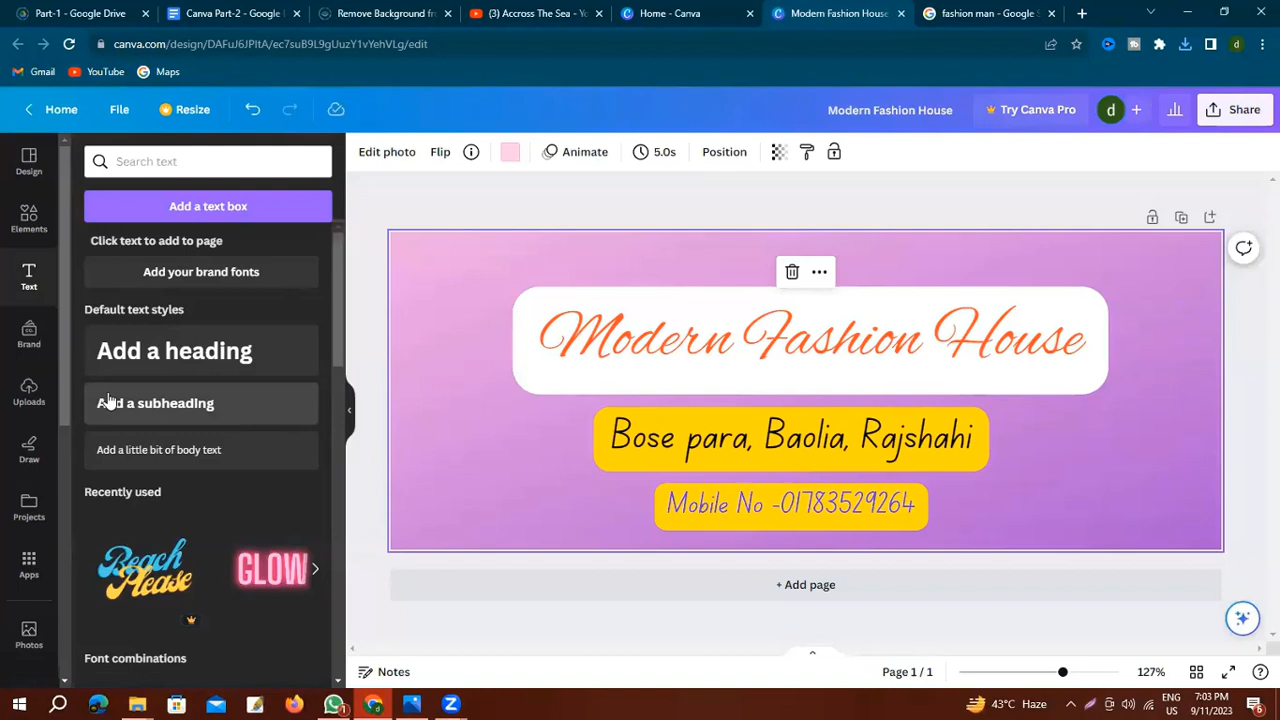 Part-1 - Google Drive
Canva Part-2 - Google
Remove Background fr
(3) Accross The Sea - Yo
Home - Canva
Modern Fashion House
fashion man - Google S
canva.com/design/DAFuJ6JPltA/ec7suB9L9gUuzY1vYehVLg/edit
Gmail
YouTube
Maps
Home
File
Resize
Modern Fashion House
Try Canva Pro
d
Share
Search text
Edit photo
Flip
Animate
5.0s
Position
Design
Elements
Text
Brand
Uploads
Draw
Projects
Apps
Photos
Add a text box
Click text to add to page
Add your brand fonts
Default text styles
Add a heading
Add a subheading
Add a little bit of body text
Recently used
Beach Please
GLOW
Font combinations
Modern Fashion House
Bose para, Baolia, Rajshahi
Mobile No -01783529264
+ Add page
Notes
Page 1 / 1
127%
43°C Haze
ENG
US
7:03 PM
9/11/2023